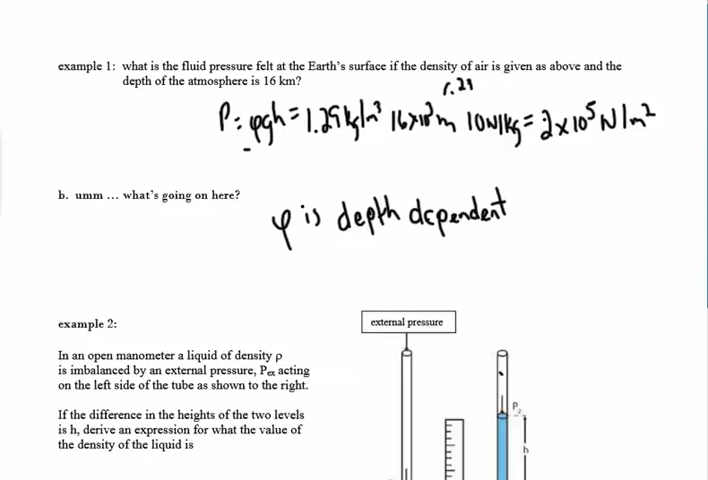 example 1: what is the fluid pressure felt at the Earth's surface if the density of air is given as above and the
depth of the atmosphere is 16 km?
1.29
P = φgh = 1.29 kg/m³ 16×10³ m 10 N/kg = 2×10⁵ N/m²
b. umm … what's going on here?
φ is depth dependent
example 2:
external pressure
In an open manometer a liquid of density ρ
is imbalanced by an external pressure, Pₑₓ acting
on the left side of the tube as shown to the right.
P₂
If the difference in the heights of the two levels
is h, derive an expression for what the value of
the density of the liquid is
h